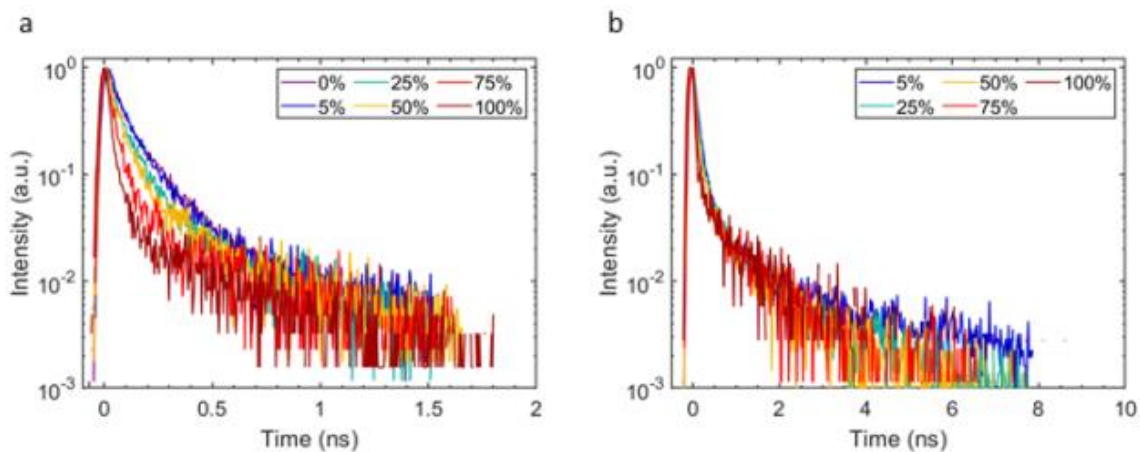 a
10⁰
10⁻¹
10⁻²
10⁻³
Intensity (a.u.)
0% 25% 75%
5% 50% 100%
0 0.5 1 1.5 2
Time (ns)
b
10⁰
10⁻¹
10⁻²
10⁻³
Intensity (a.u.)
5% 50% 100%
25% 75%
0 2 4 6 8 10
Time (ns)